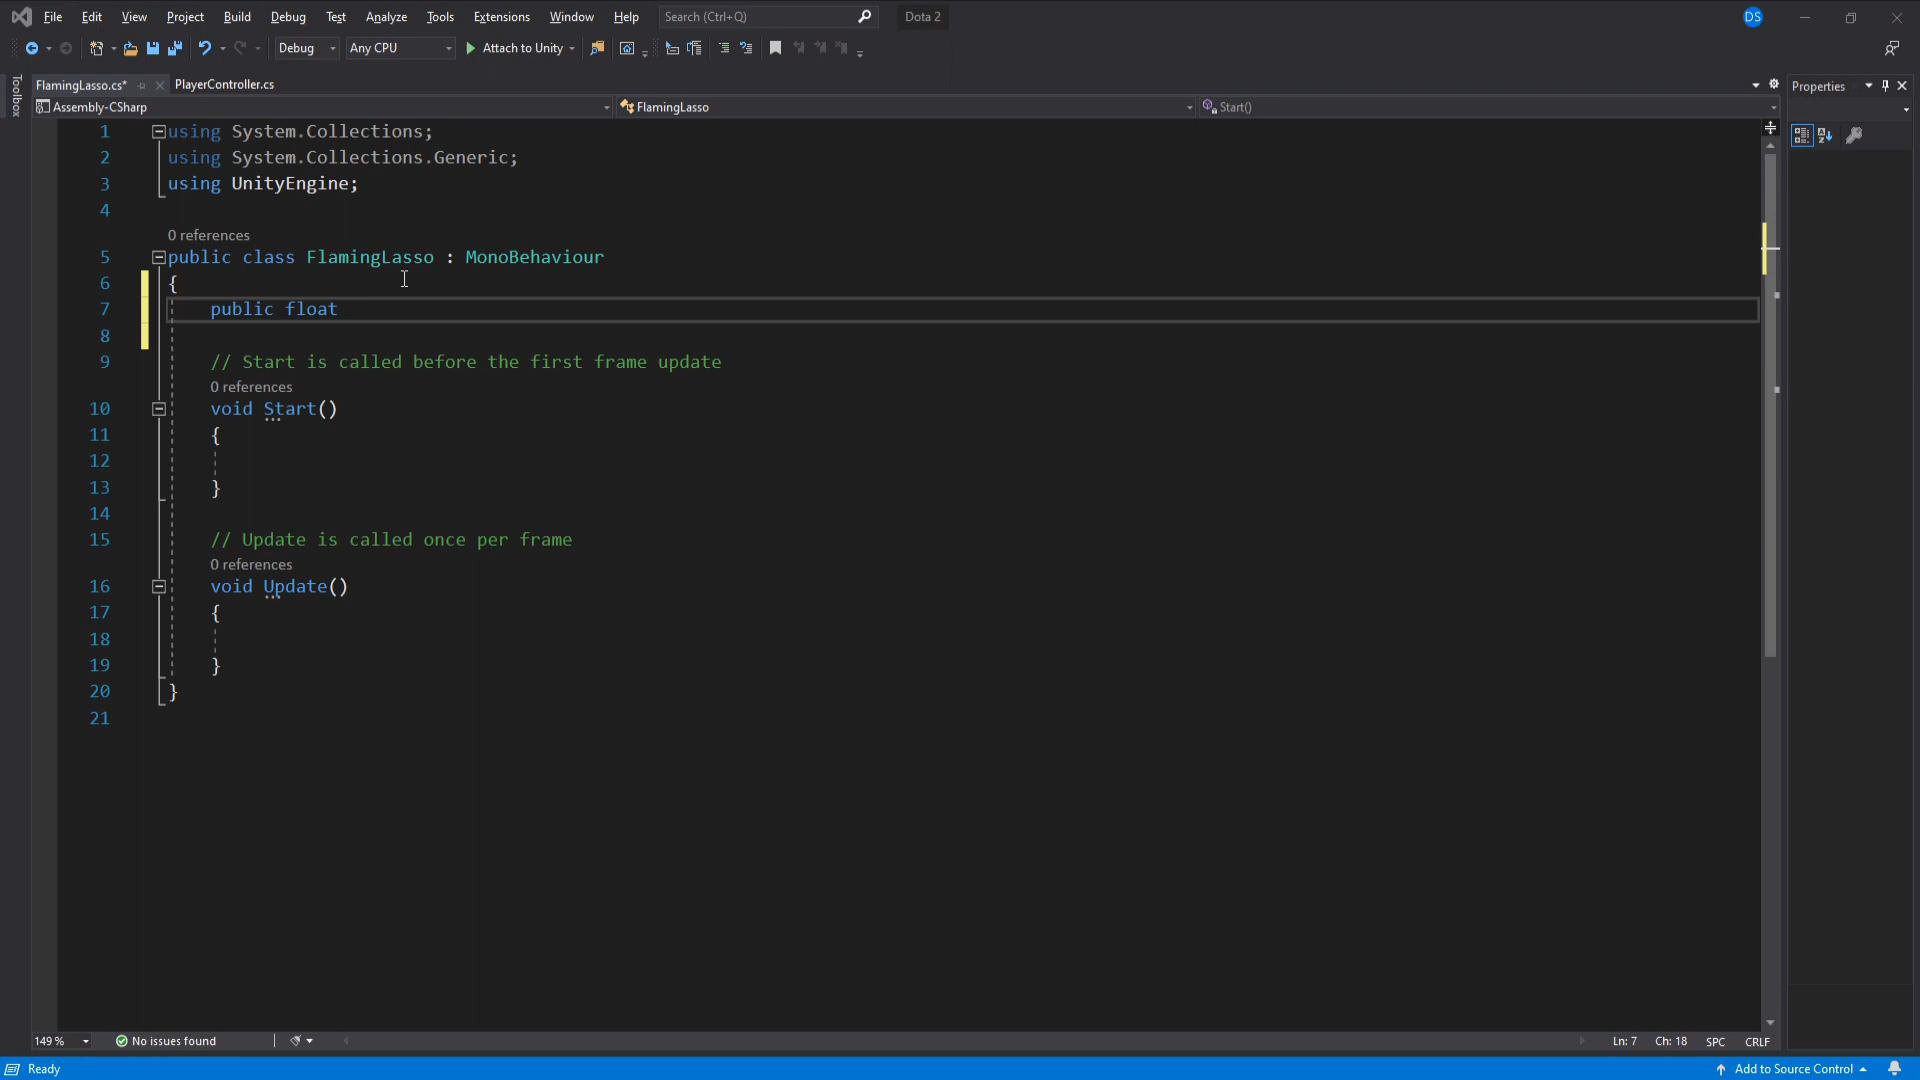 File Edit View Project Build Debug Test Analyze Tools Extensions Window Help Search (Ctrl+Q) Dota 2 DS
Debug Any CPU Attach to Unity
Toolbox
FlamingLasso.cs* PlayerController.cs
Properties
Assembly-CSharp FlamingLasso Start()
1 using System.Collections;
2 using System.Collections.Generic;
3 using UnityEngine;
4
0 references
5 public class FlamingLasso : MonoBehaviour
6 {
7 public float
8
9 // Start is called before the first frame update
0 references
10 void Start()
11 {
12
13 }
14
15 // Update is called once per frame
0 references
16 void Update()
17 {
18
19 }
20 }
21
149 % No issues found Ln: 7 Ch: 18 SPC CRLF
Ready Add to Source Control